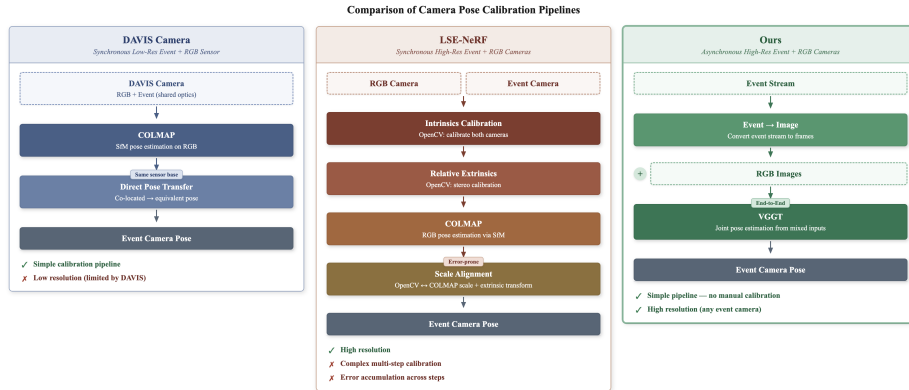 Comparison of Camera Pose Calibration Pipelines
DAVIS Camera
Synchronous Low-Res Event + RGB Sensor
DAVIS Camera
RGB + Event (shared optics)
COLMAP
SfM pose estimation on RGB
Same sensor base
Direct Pose Transfer
Co-located → equivalent pose
Event Camera Pose
✓ Simple calibration pipeline
✗ Low resolution (limited by DAVIS)
LSE-NeRF
Synchronous High-Res Event + RGB Cameras
RGB Camera
Event Camera
Intrinsics Calibration
OpenCV: calibrate both cameras
Relative Extrinsics
OpenCV: stereo calibration
COLMAP
RGB pose estimation via SfM
Error-prone
Scale Alignment
OpenCV ↔ COLMAP scale + extrinsic transform
Event Camera Pose
✓ High resolution
✗ Complex multi-step calibration
✗ Error accumulation across steps
Ours
Asynchronous High-Res Event + RGB Cameras
Event Stream
Event → Image
Convert event stream to frames
+ RGB Images
End-to-End
VGGT
Joint pose estimation from mixed inputs
Event Camera Pose
✓ Simple pipeline — no manual calibration
✓ High resolution (any event camera)